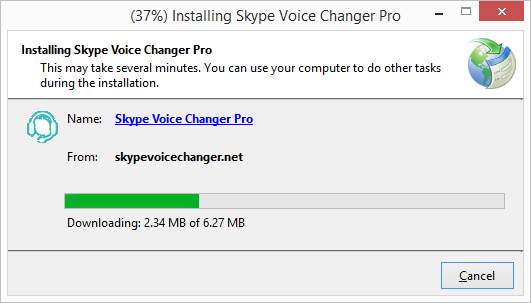 (37%) Installing Skype Voice Changer Pro
Installing Skype Voice Changer Pro
This may take several minutes. You can use your computer to do other tasks
during the installation.
Name: Skype Voice Changer Pro
From: skypevoicechanger.net
Downloading: 2.34 MB of 6.27 MB
Cancel